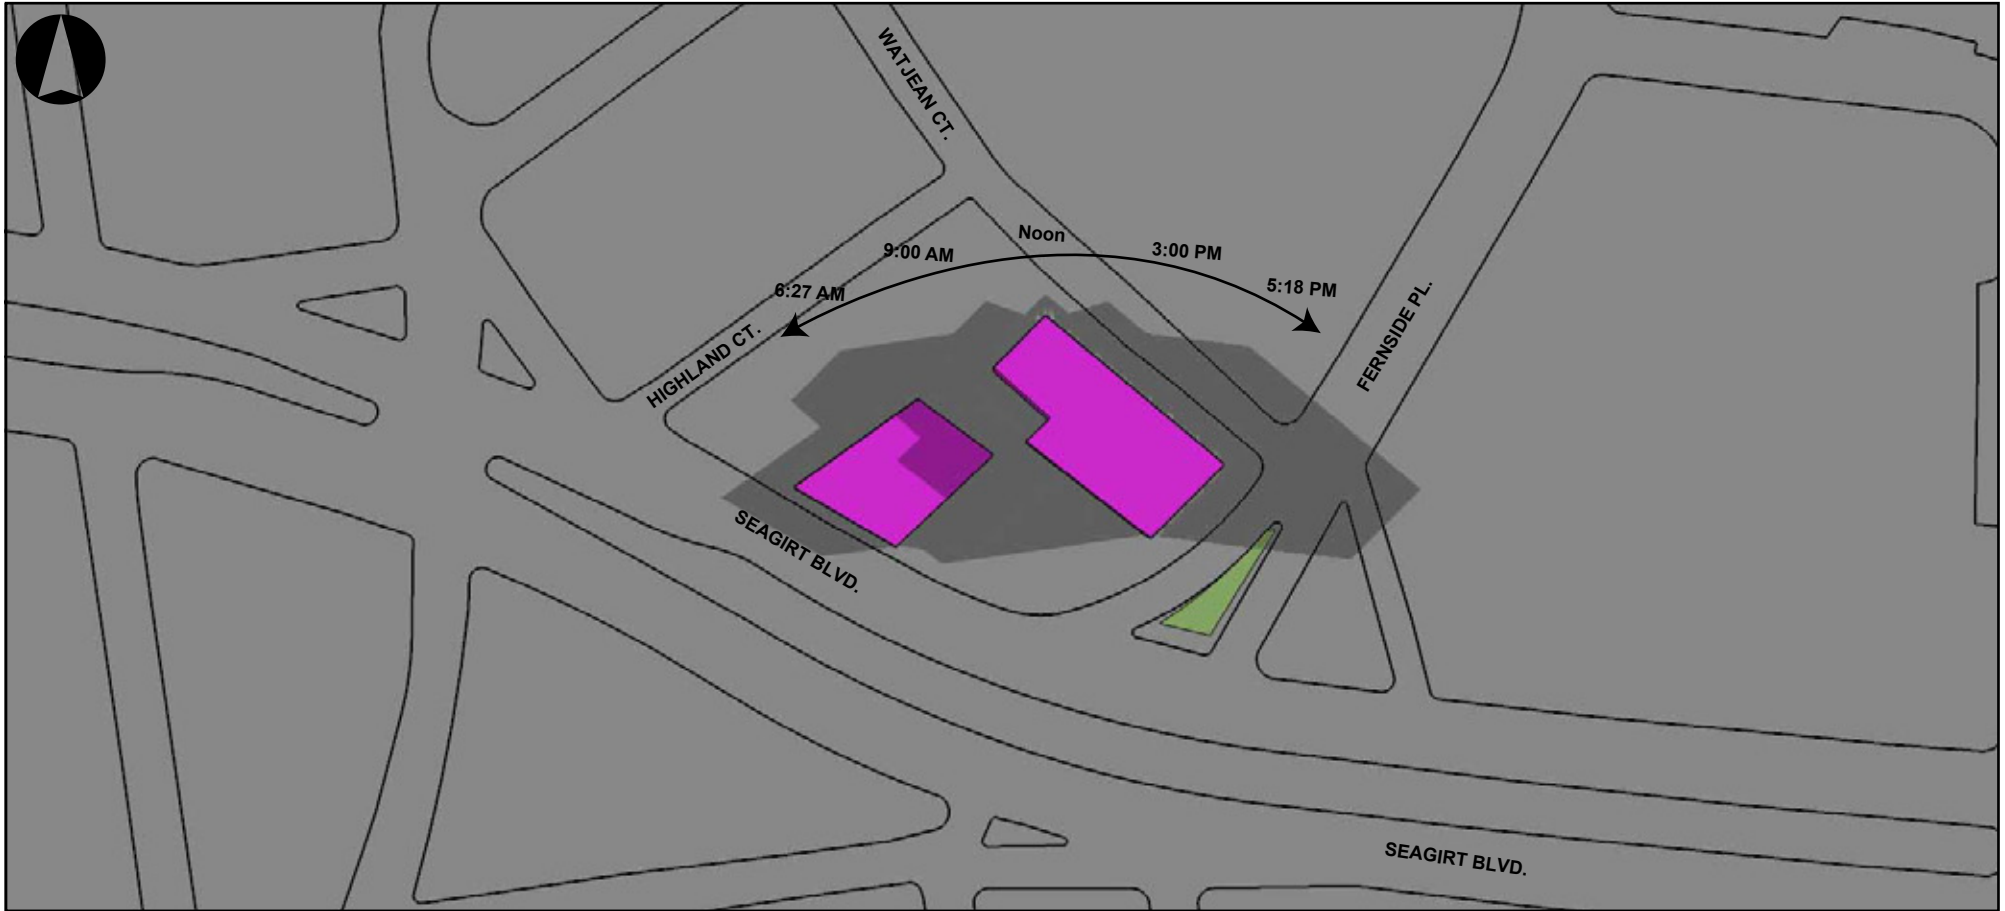 WATJEAN CT.
Noon
9:00 AM
3:00 PM
6:27 AM
5:18 PM
FERNSIDE PL.
HIGHLAND CT.
SEAGIRT BLVD.
SEAGIRT BLVD.